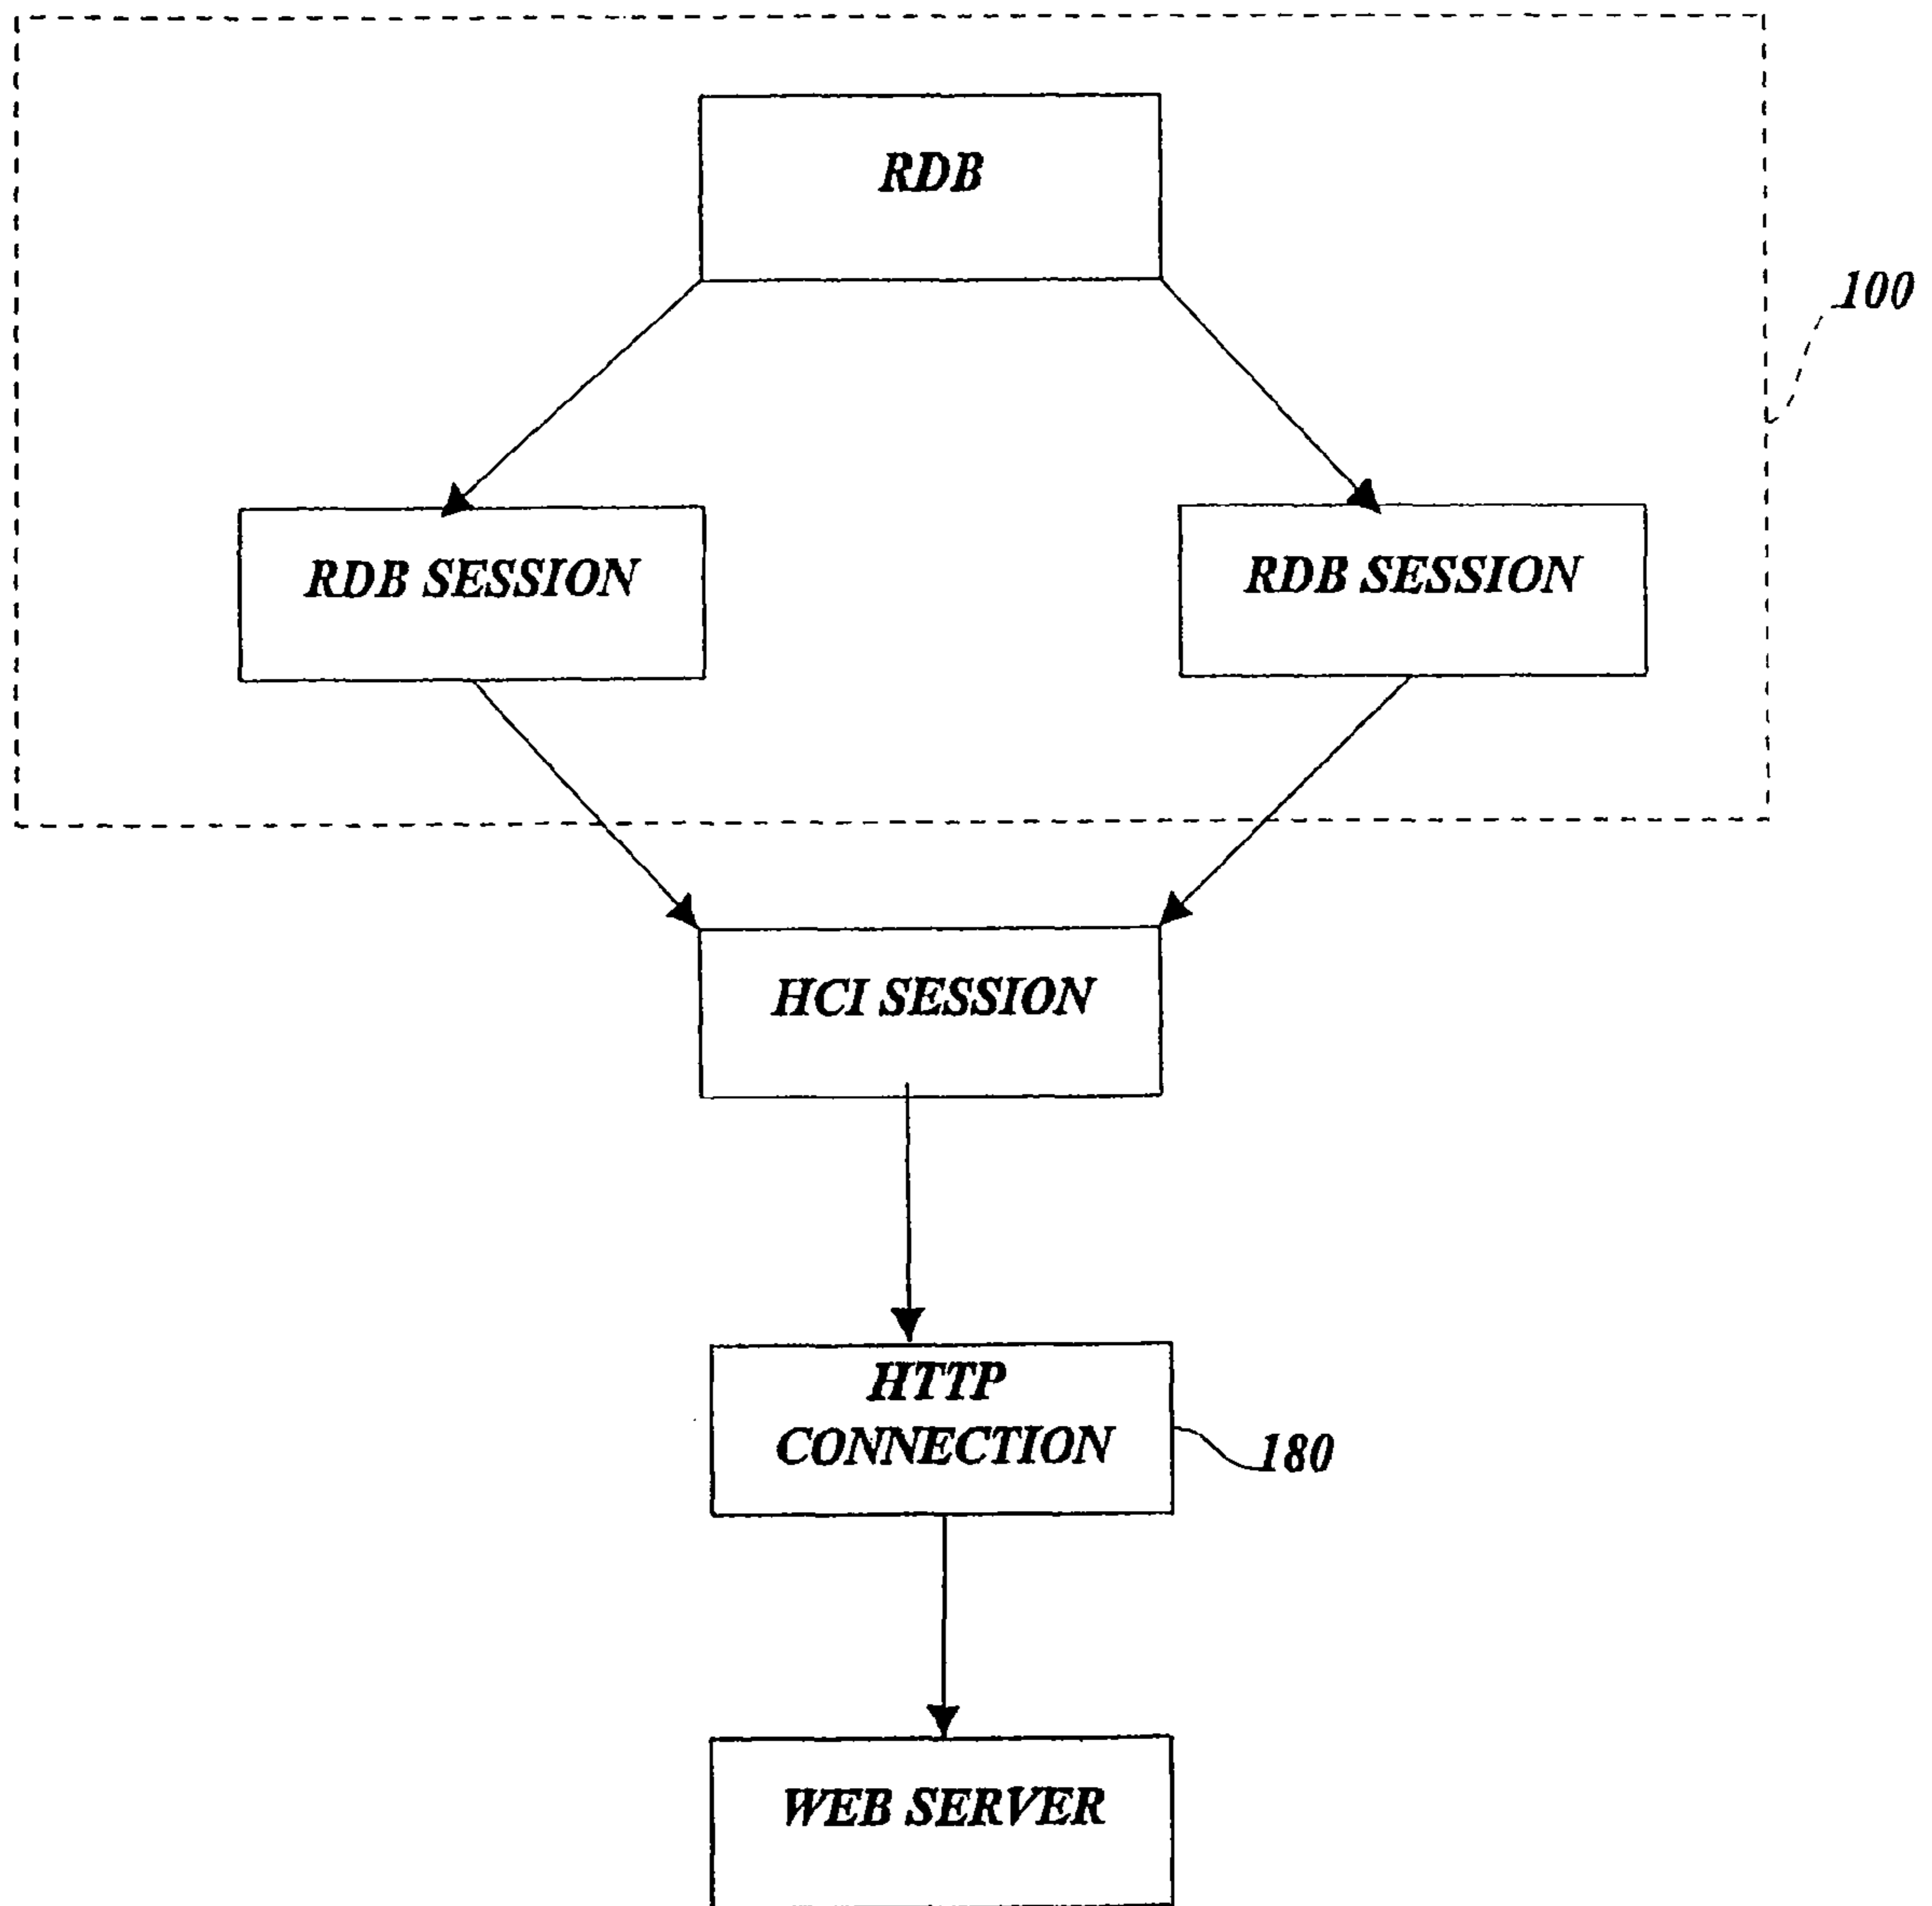 RDB
100
RDB SESSION
RDB SESSION
HCI SESSION
HTTP
CONNECTION
180
WEB SERVER